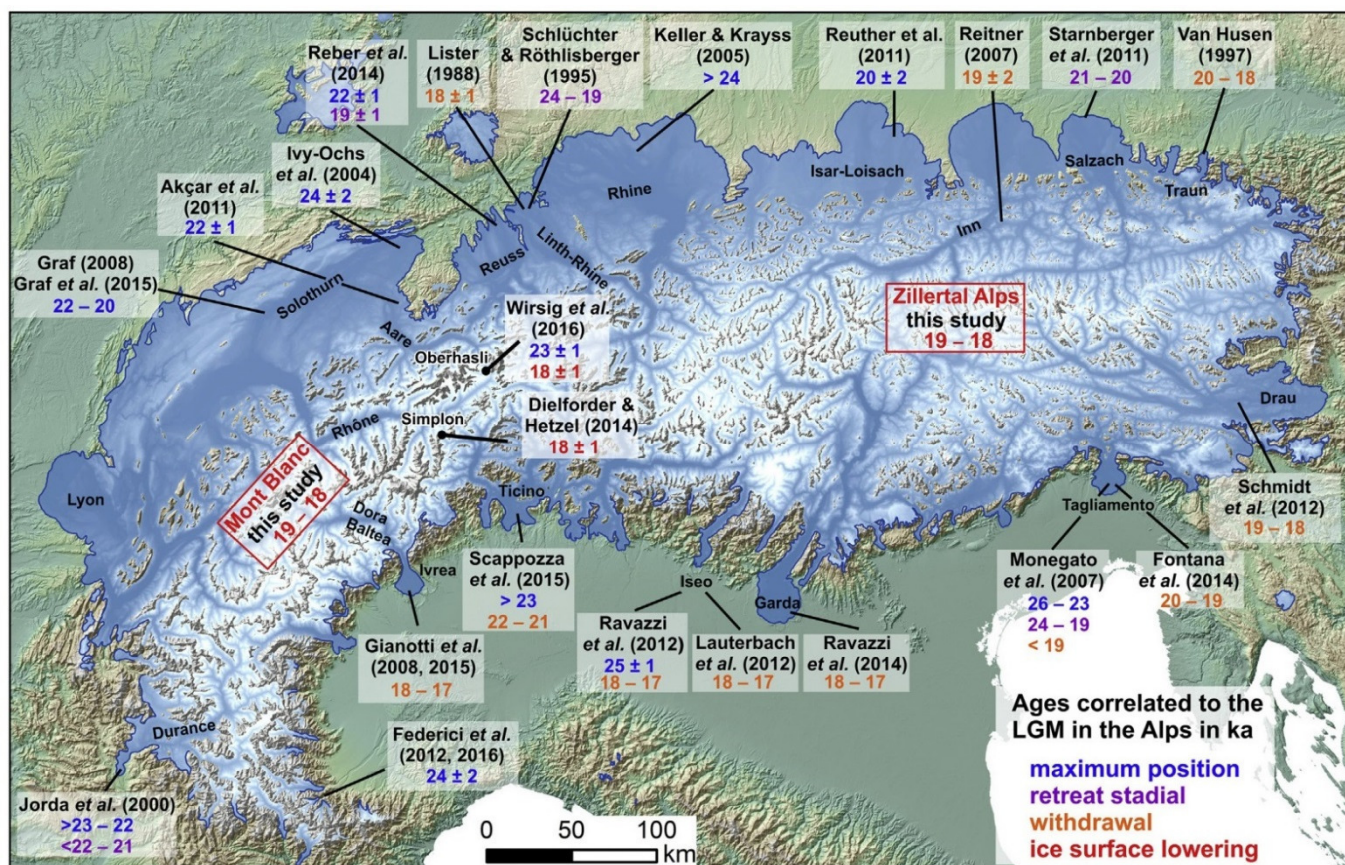 Reber et al.
(2014)
22 ± 1
19 ± 1
Lister
(1988)
18 ± 1
Schlüchter
& Röthlisberger
(1995)
24 – 19
Keller & Krayss
(2005)
> 24
Reuther et al.
(2011)
20 ± 2
Reitner
(2007)
19 ± 2
Starnberger
et al. (2011)
21 – 20
Van Husen
(1997)
20 – 18
Ivy-Ochs
et al. (2004)
24 ± 2
Akçar et al.
(2011)
22 ± 1
Graf (2008)
Graf et al. (2015)
22 – 20
Solothurn
Aare
Reuss
Linth-Rhine
Rhine
Isar-Loisach
Inn
Salzach
Traun
Wirsig et al.
(2016)
23 ± 1
18 ± 1
Oberhasli
Zillertal Alps
this study
19 – 18
Simplon
Dielforder &
Hetzel (2014)
18 ± 1
Rhône
Drau
Lyon
Mont Blanc
this study
19 – 18
Dora
Baltea
Ticino
Tagliamento
Schmidt
et al. (2012)
19 – 18
Ivrea
Scappozza
et al. (2015)
> 23
22 – 21
Iseo
Garda
Monegato
et al. (2007)
26 – 23
24 – 19
< 19
Fontana
et al. (2014)
20 – 19
Gianotti et al.
(2008, 2015)
18 – 17
Ravazzi
et al. (2012)
25 ± 1
18 – 17
Lauterbach
et al. (2012)
18 – 17
Ravazzi
et al. (2014)
18 – 17
Durance
Federici et al.
(2012, 2016)
24 ± 2
Jorda et al. (2000)
>23 – 22
<22 – 21
0 50 100
km
Ages correlated to the
LGM in the Alps in ka
maximum position
retreat stadial
withdrawal
ice surface lowering